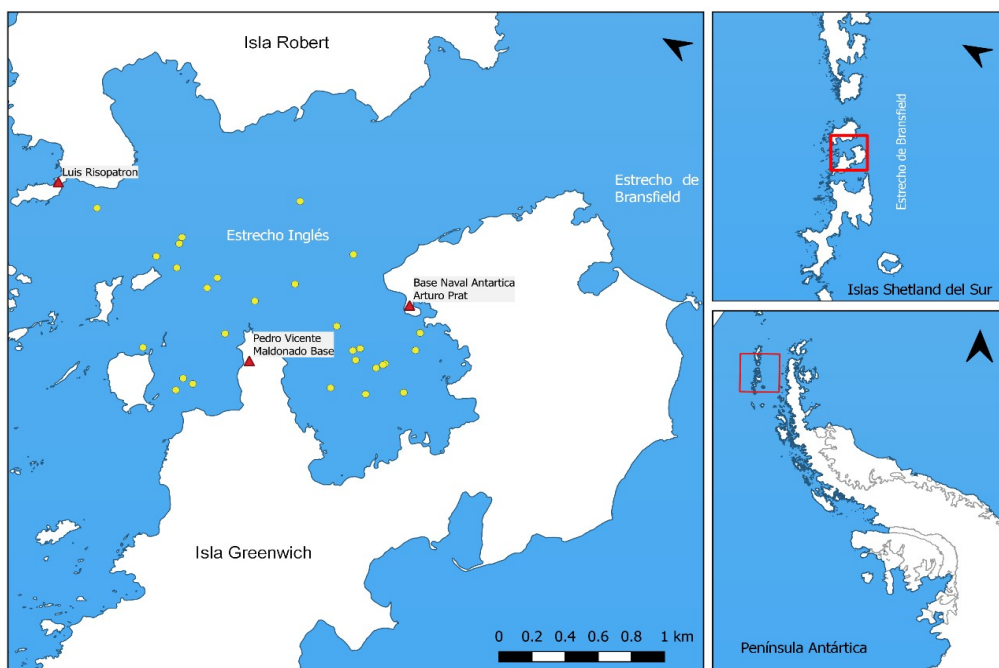 Isla Robert
Luis Risopatron
Estrecho de
Bransfield
Estrecho Inglés
Base Naval Antartica
Arturo Prat
Pedro Vicente
Maldonado Base
Isla Greenwich
0 0.2 0.4 0.6 0.8 1 km
Estrecho de Bransfield
Islas Shetland del Sur
Península Antártica